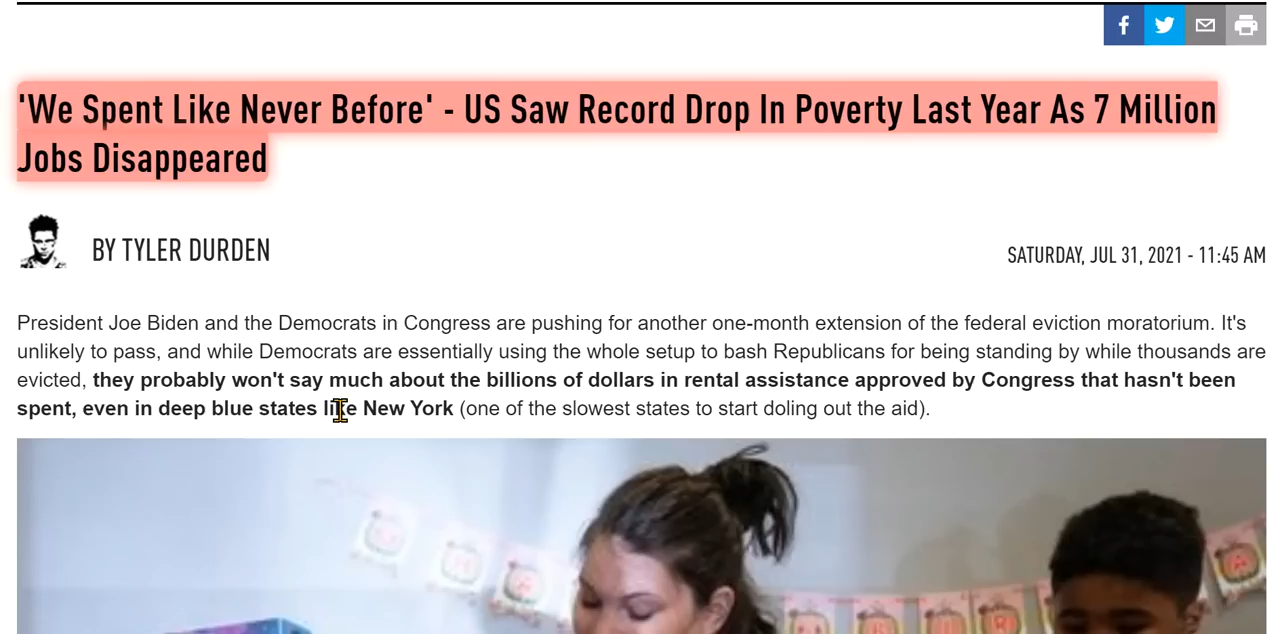 'We Spent Like Never Before' - US Saw Record Drop In Poverty Last Year As 7 Million
Jobs Disappeared
BY TYLER DURDEN
SATURDAY, JUL 31, 2021 - 11:45 AM
President Joe Biden and the Democrats in Congress are pushing for another one-month extension of the federal eviction moratorium. It's
unlikely to pass, and while Democrats are essentially using the whole setup to bash Republicans for being standing by while thousands are
evicted, they probably won't say much about the billions of dollars in rental assistance approved by Congress that hasn't been
spent, even in deep blue states like New York (one of the slowest states to start doling out the aid).